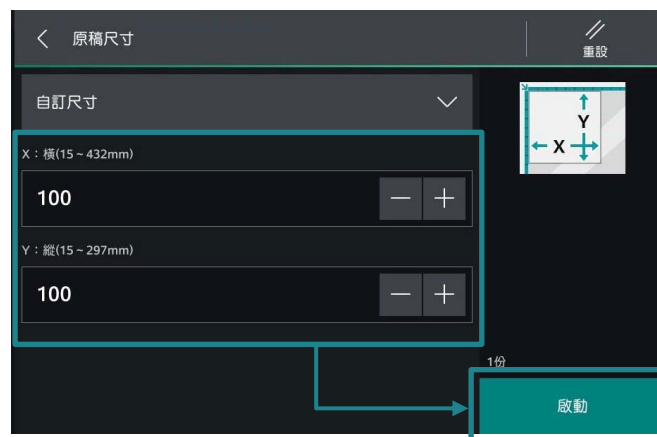 原稿尺寸
重設
自訂尺寸
X：橫(15 ~ 432mm)
100
Y：縱(15 ~ 297mm)
100
Y
X
1份
啟動